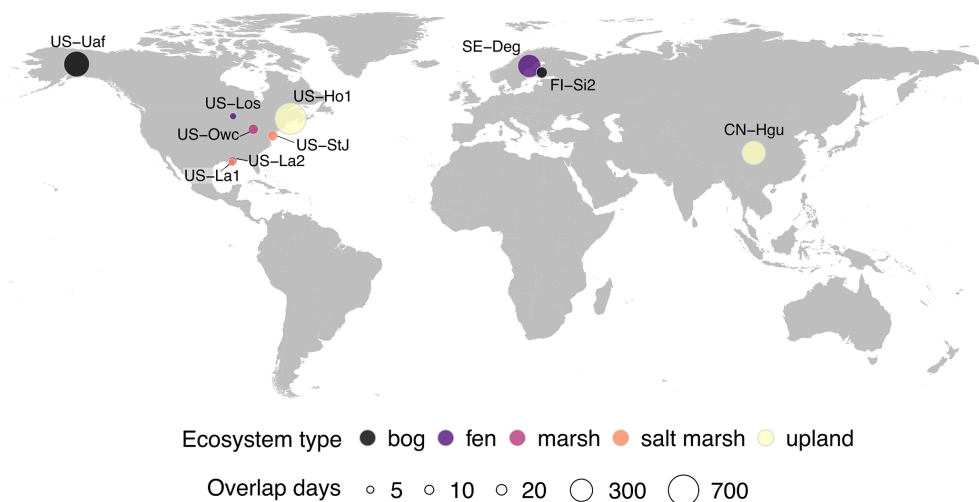 US−Uaf
SE−Deg
FI−Si2
US−Los
US−Ho1
US−Owc
US−StJ
CN−Hgu
US−La2
US−La1
Ecosystem type bog fen marsh salt marsh upland
Overlap days 5 10 20 300 700